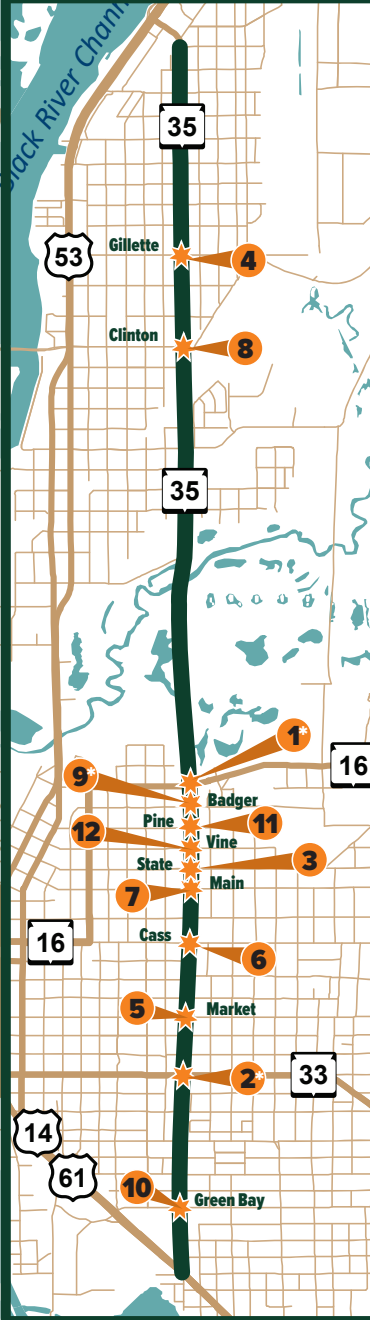 Black River Channel
35
53
Gillette
4
Clinton
8
35
1*
16
9*
Badger
Pine
11
12
Vine
State
3
Main
7
Cass
16
6
5
Market
2*
33
14
61
10
Green Bay